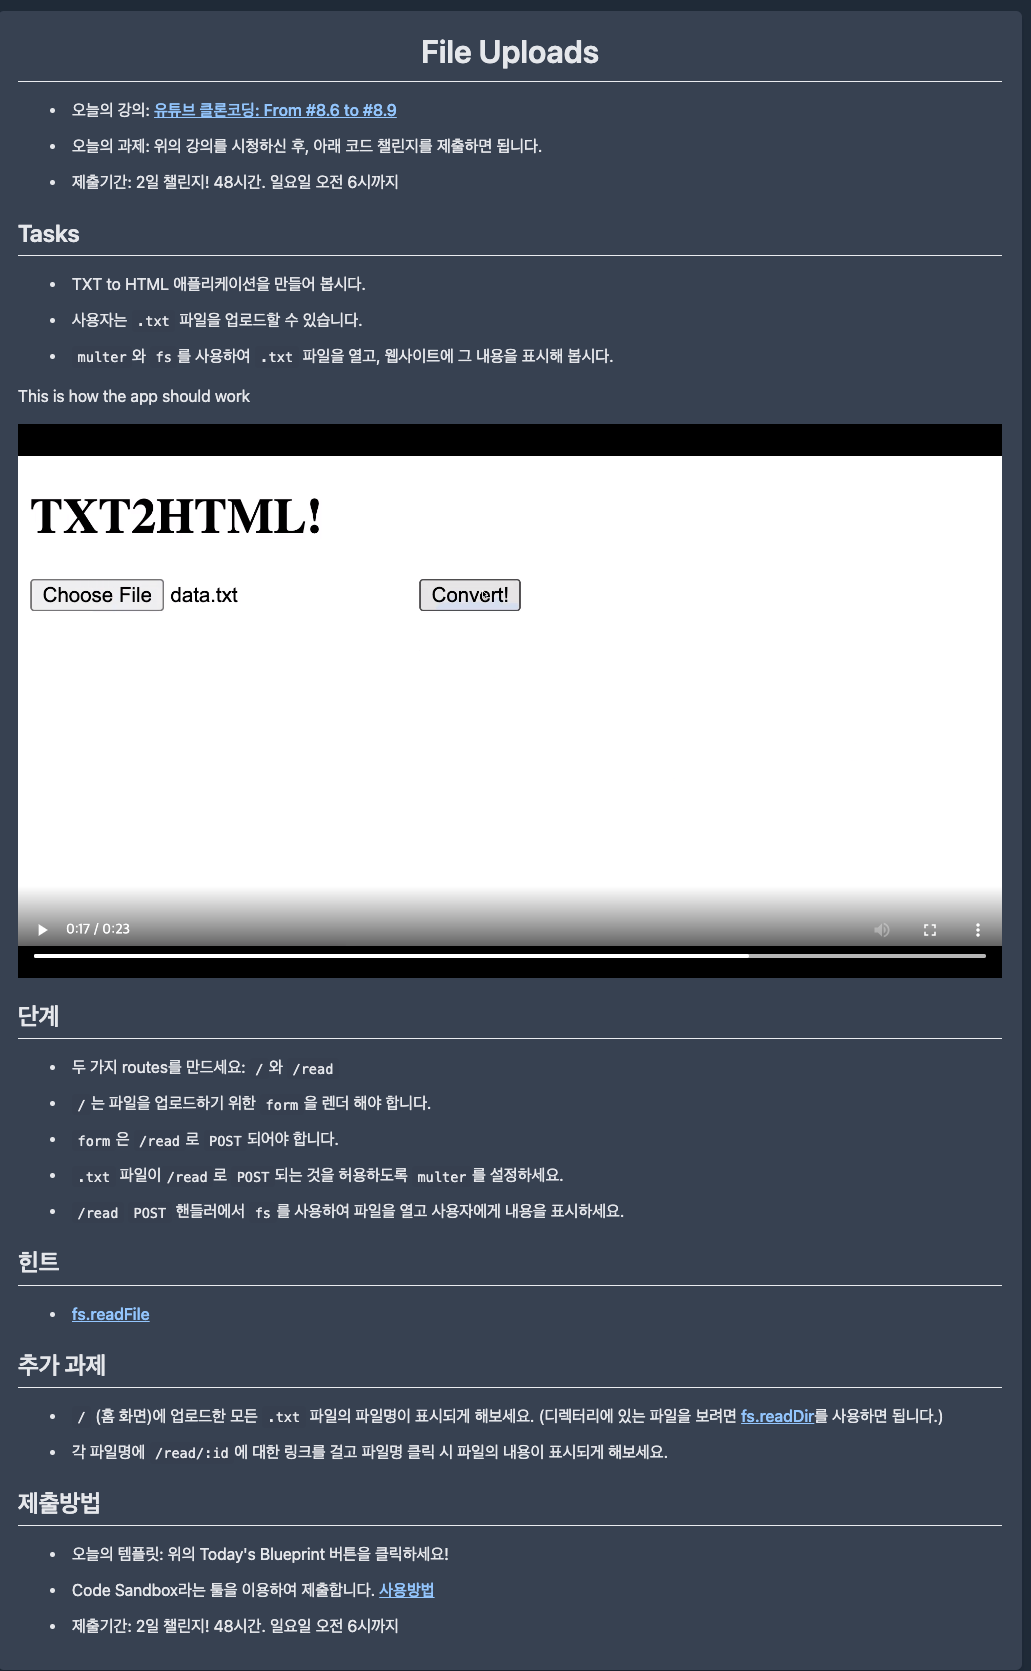 File Uploads
오늘의 강의: 유튜브 클론코딩: From #8.6 to #8.9
오늘의 과제: 위의 강의를 시청하신 후, 아래 코드 챌린지를 제출하면 됩니다.
제출기간: 2일 챌린지! 48시간. 일요일 오전 6시까지
Tasks
TXT to HTML 애플리케이션을 만들어 봅시다.
사용자는 .txt 파일을 업로드할 수 있습니다.
multer 와 fs 를 사용하여 .txt 파일을 열고, 웹사이트에 그 내용을 표시해 봅시다.
This is how the app should work
TXT2HTML!
Choose File data.txt Convert!
0:17 / 0:23
단계
두 가지 routes를 만드세요: / 와 /read
/ 는 파일을 업로드하기 위한 form 을 렌더 해야 합니다.
form 은 /read 로 POST 되어야 합니다.
.txt 파일이 /read 로 POST 되는 것을 허용하도록 multer 를 설정하세요.
/read POST 핸들러에서 fs 를 사용하여 파일을 열고 사용자에게 내용을 표시하세요.
힌트
fs.readFile
추가 과제
/ (홈 화면)에 업로드한 모든 .txt 파일의 파일명이 표시되게 해보세요. (디렉터리에 있는 파일을 보려면 fs.readDir를 사용하면 됩니다.)
각 파일명에 /read/:id 에 대한 링크를 걸고 파일명 클릭 시 파일의 내용이 표시되게 해보세요.
제출방법
오늘의 템플릿: 위의 Today's Blueprint 버튼을 클릭하세요!
Code Sandbox라는 툴을 이용하여 제출합니다. 사용방법
제출기간: 2일 챌린지! 48시간. 일요일 오전 6시까지